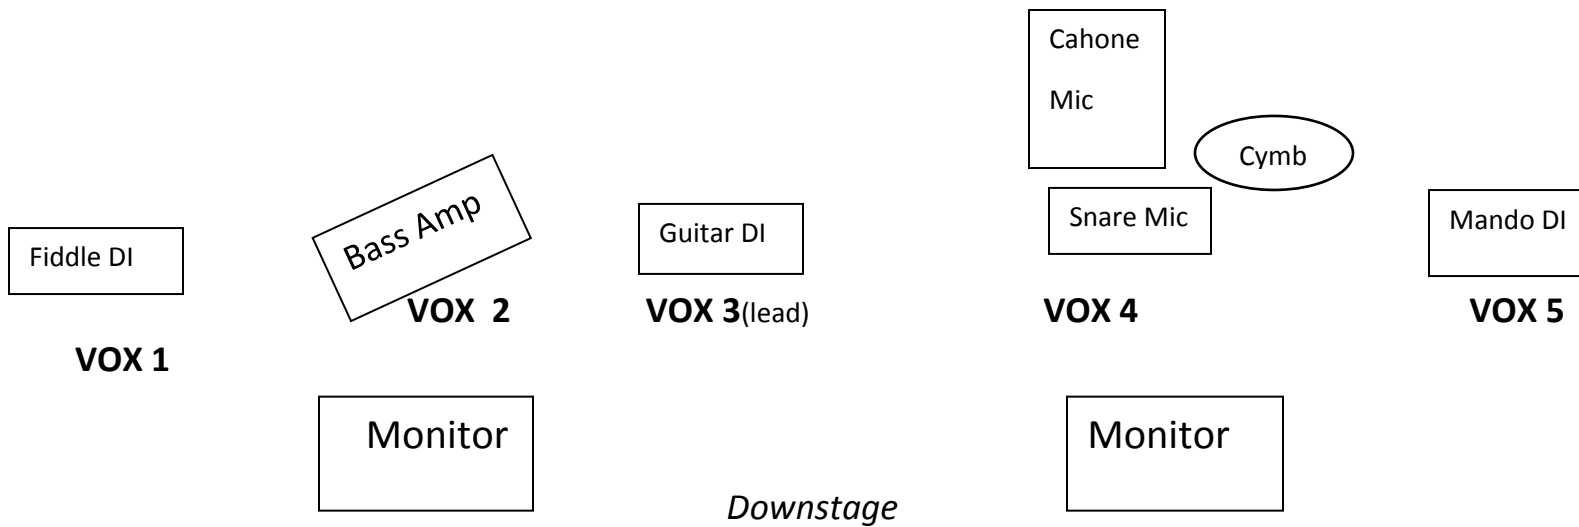 Cahone
Mic
Cymb
Bass Amp
Fiddle DI
Guitar DI
Snare Mic
Mando DI
VOX 1
VOX  2
VOX 3(lead)
VOX 4
VOX 5
Monitor
Monitor
Downstage